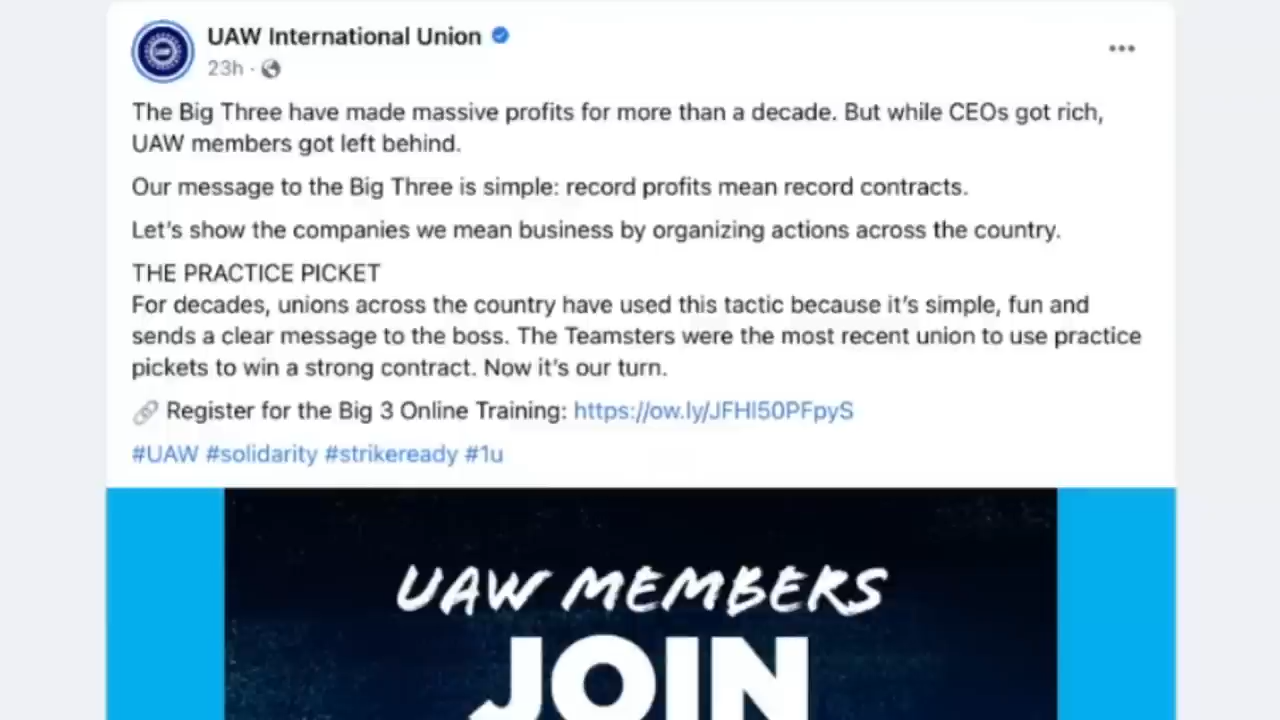 UAW International Union
23h ·
The Big Three have made massive profits for more than a decade. But while CEOs got rich,
UAW members got left behind.
Our message to the Big Three is simple: record profits mean record contracts.
Let's show the companies we mean business by organizing actions across the country.
THE PRACTICE PICKET
For decades, unions across the country have used this tactic because it's simple, fun and
sends a clear message to the boss. The Teamsters were the most recent union to use practice
pickets to win a strong contract. Now it's our turn.
Register for the Big 3 Online Training: https://ow.ly/JFHI50PFpyS
#UAW #solidarity #strikeready #1u
UAW MEMBERS
JOIN